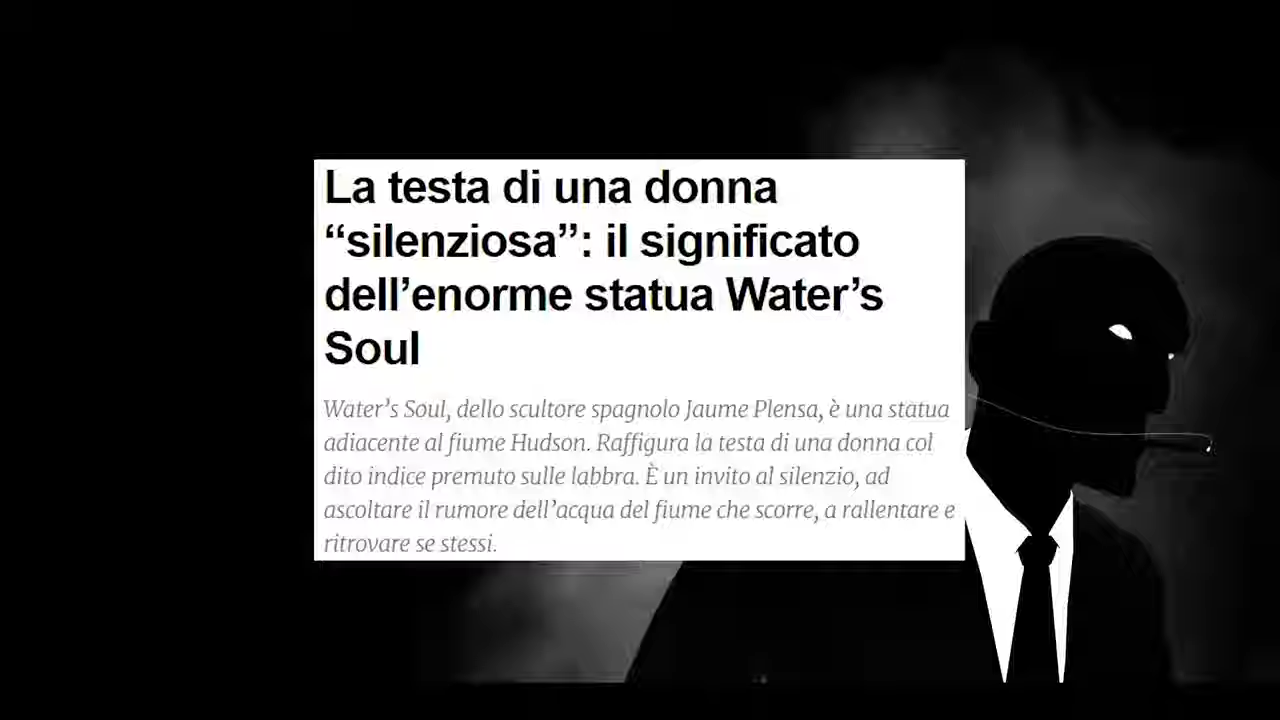 La testa di una donna
“silenziosa”: il significato
dell’enorme statua Water’s
Soul
Water’s Soul, dello scultore spagnolo Jaume Plensa, è una statua
adiacente al fiume Hudson. Raffigura la testa di una donna col
dito indice premuto sulle labbra. È un invito al silenzio, ad
ascoltare il rumore dell’acqua del fiume che scorre, a rallentare e
ritrovare se stessi.